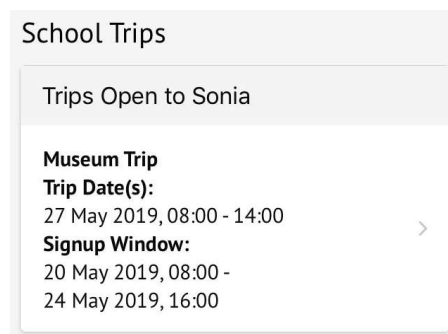 School Trips
Trips Open to Sonia
Museum Trip
Trip Date(s):
27 May 2019, 08:00 - 14:00
Signup Window:
20 May 2019, 08:00 -
24 May 2019, 16:00